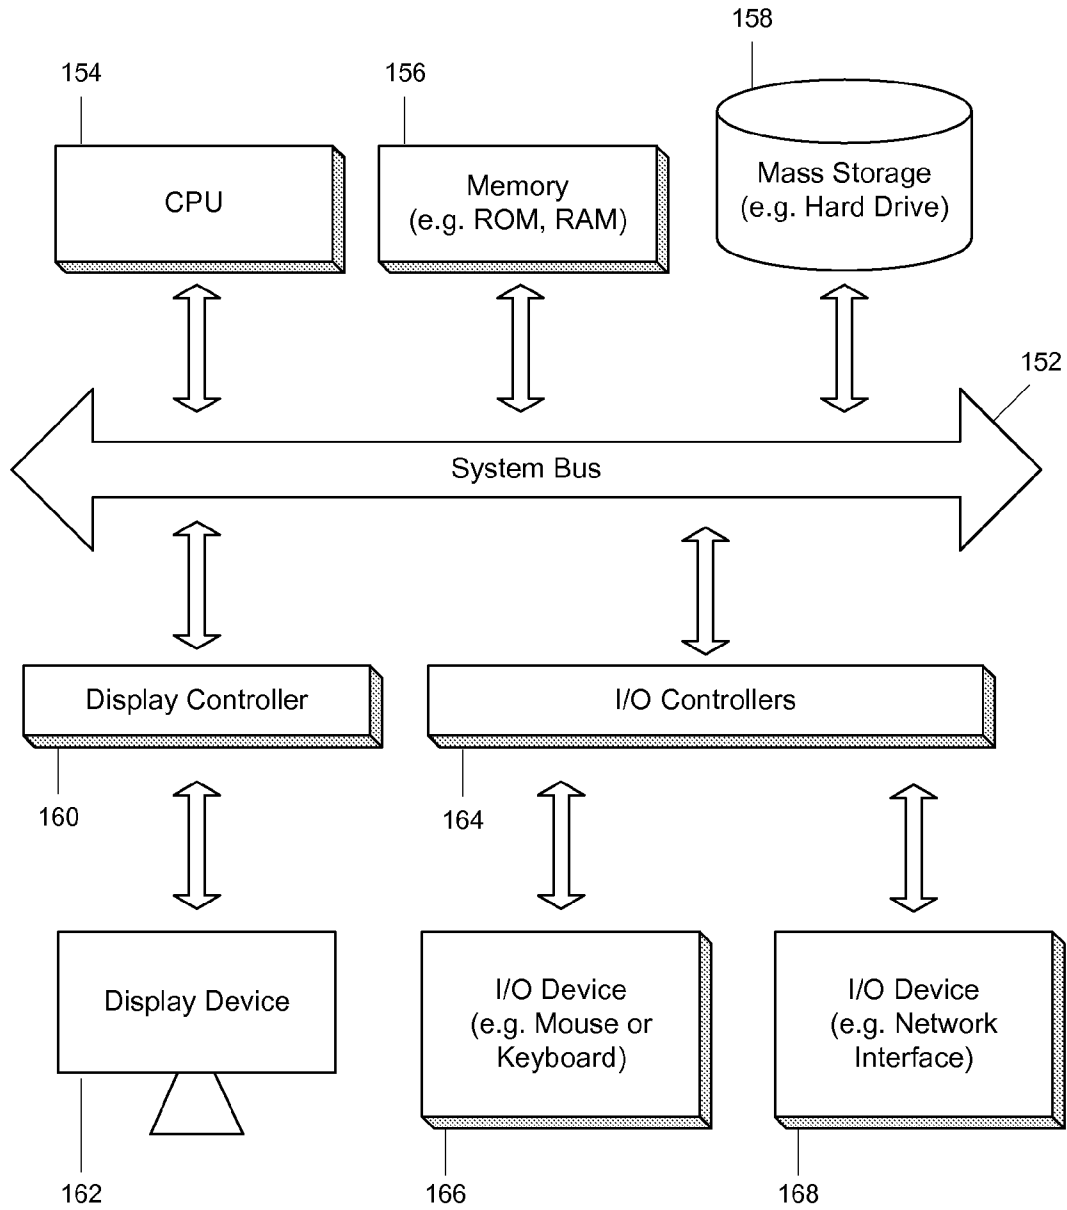 158
154
156
CPU
Memory
(e.g. ROM, RAM)
Mass Storage
(e.g. Hard Drive)
152
System Bus
Display Controller
I/O Controllers
160
164
Display Device
I/O Device
(e.g. Mouse or
Keyboard)
I/O Device
(e.g. Network
Interface)
162
166
168